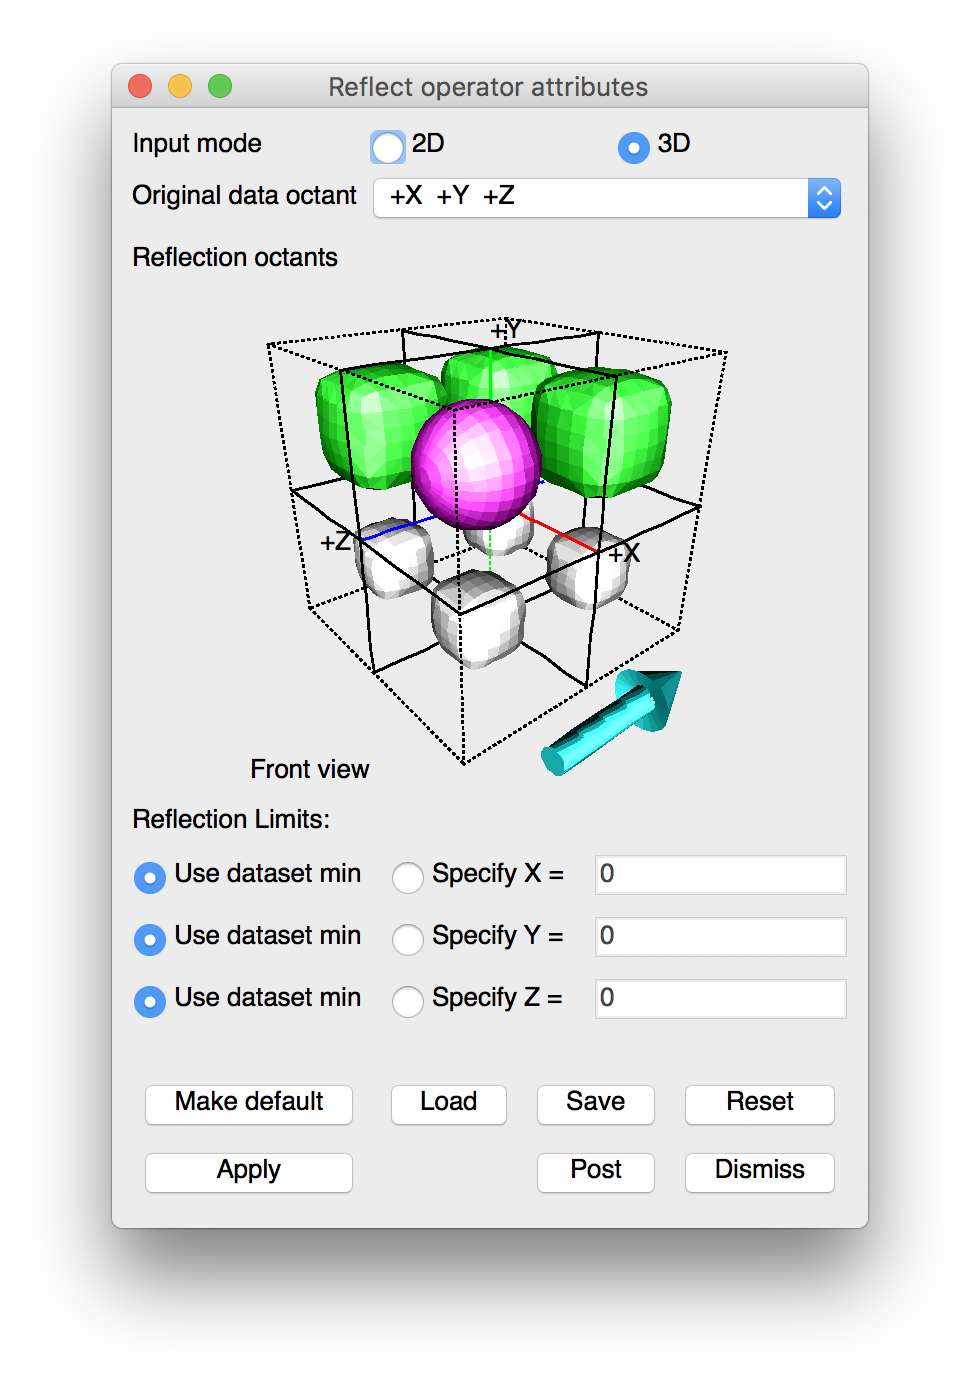 Reflect operator attributes
Input mode 2D 3D
Original data octant +X +Y +Z
Reflection octants
+Y
+Z
+X
Front view
Reflection Limits:
Use dataset min Specify X = 0
Use dataset min Specify Y = 0
Use dataset min Specify Z = 0
Make default Load Save Reset
Apply Post Dismiss